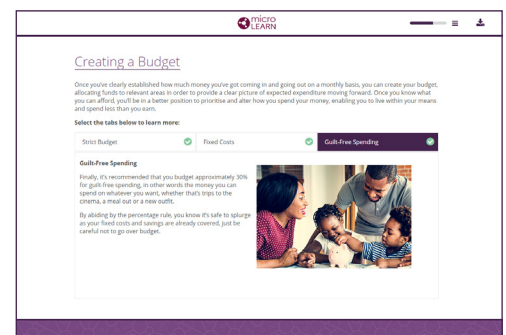 micro
LEARN
Creating a Budget
Once you've clearly established how much money you've got coming in and going out on a monthly basis, you can create your budget,
allocating funds to relevant areas in order to provide a clear picture of expected expenditure moving forward. Once you know what
you can afford, you'll be in a better position to prioritise and alter how you spend your money, enabling you to live within your means
and spend less than you earn.
Select the tabs below to learn more:
Strict Budget
Fixed Costs
Guilt-Free Spending
Guilt-Free Spending
Finally, it's recommended that you budget approximately 30%
for guilt-free spending, in other words the money you can
spend on whatever you want, whether that's trips to the
cinema, a meal out or a new outfit.
By abiding by the percentage rule, you know it's safe to splurge
as your fixed costs and savings are already covered, just be
careful not to go over budget.